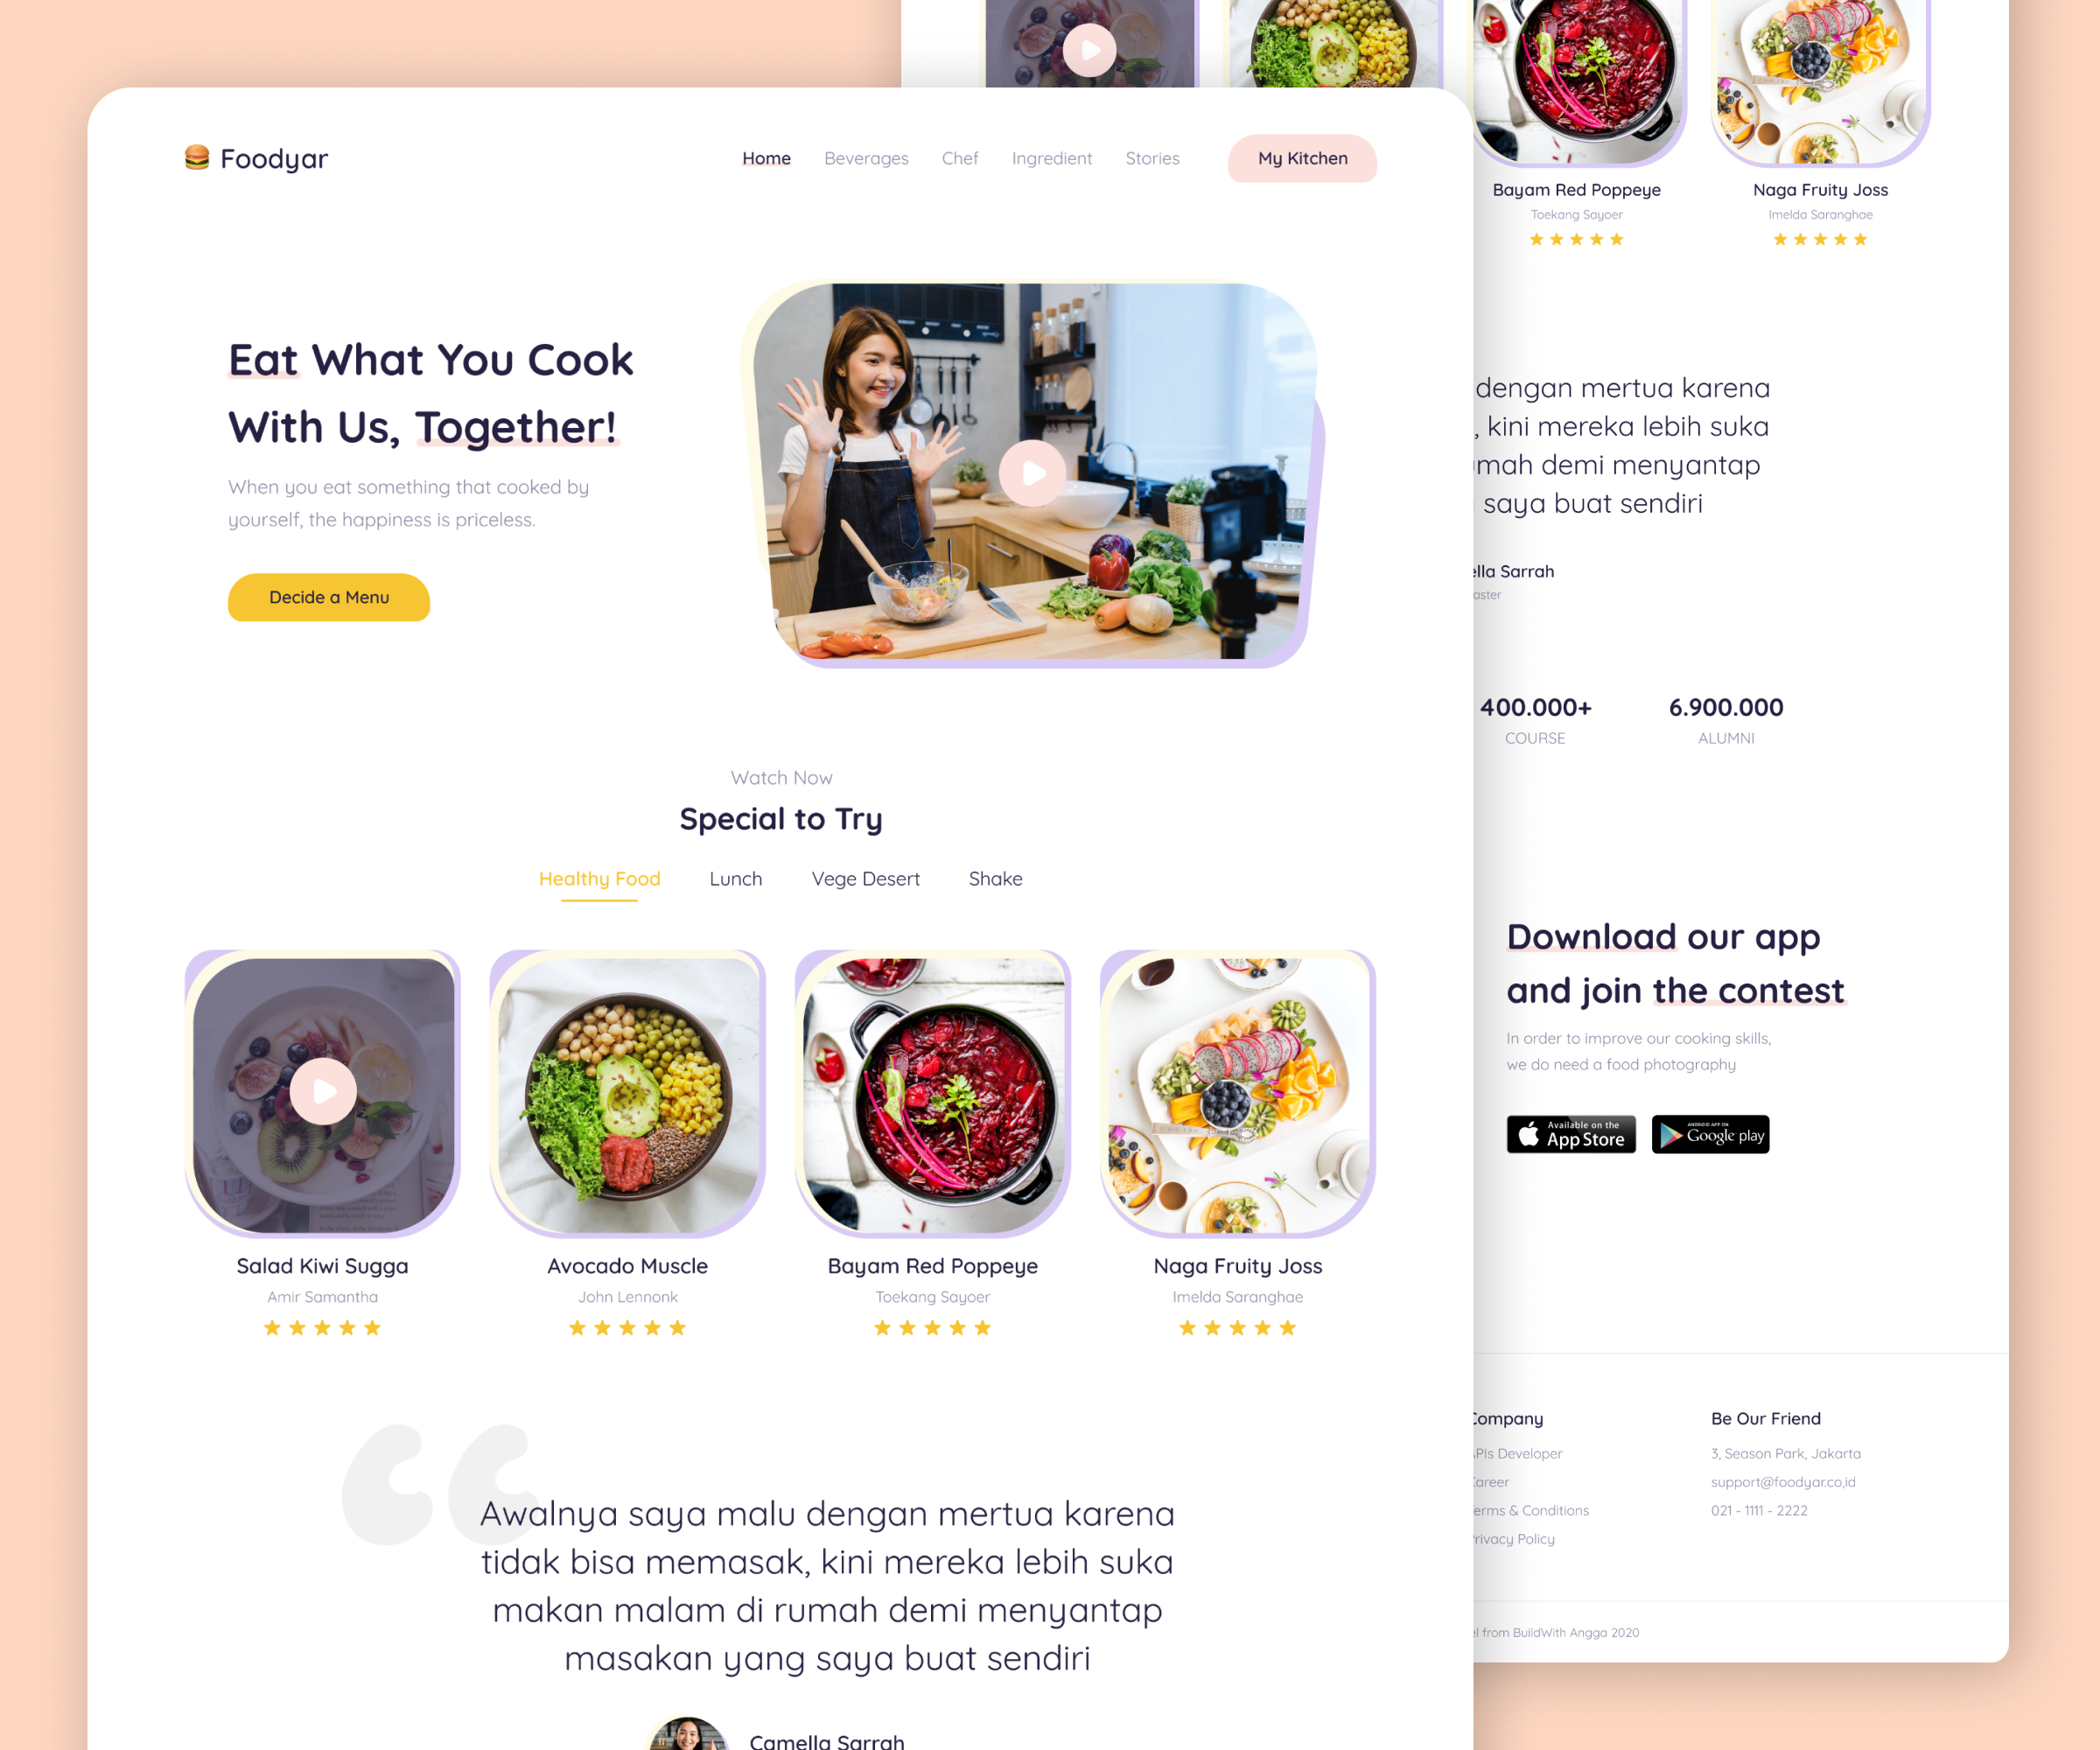 Foodyar
Home Beverages Chef Ingredient Stories My Kitchen
Eat What You Cook
With Us, Together!
When you eat something that cooked by
yourself, the happiness is priceless.
Decide a Menu
Watch Now
Special to Try
Healthy Food Lunch Vege Desert Shake
Salad Kiwi Sugga
Amir Samantha
Avocado Muscle
John Lennonk
Bayam Red Poppeye
Toekang Sayoer
Naga Fruity Joss
Imelda Saranghae
Awalnya saya malu dengan mertua karena
tidak bisa memasak, kini mereka lebih suka
makan malam di rumah demi menyantap
masakan yang saya buat sendiri
Camella Sarrah
Bayam Red Poppeye
Toekang Sayoer
Naga Fruity Joss
Imelda Saranghae
dengan mertua karena
, kini mereka lebih suka
demi menyantap
saya buat sendiri
Sarrah
400.000+
COURSE
6.900.000
ALUMNI
Download our app
and join the contest
In order to improve our cooking skills,
we do need a food photography
Available on the
App Store
ANDROID APP ON
Google play
Company
APIs Developer
Career
Terms & Conditions
Privacy Policy
Be Our Friend
3, Season Park, Jakarta
support@foodyar.co,id
021 - 1111 - 2222
from BuildWith Angga 2020